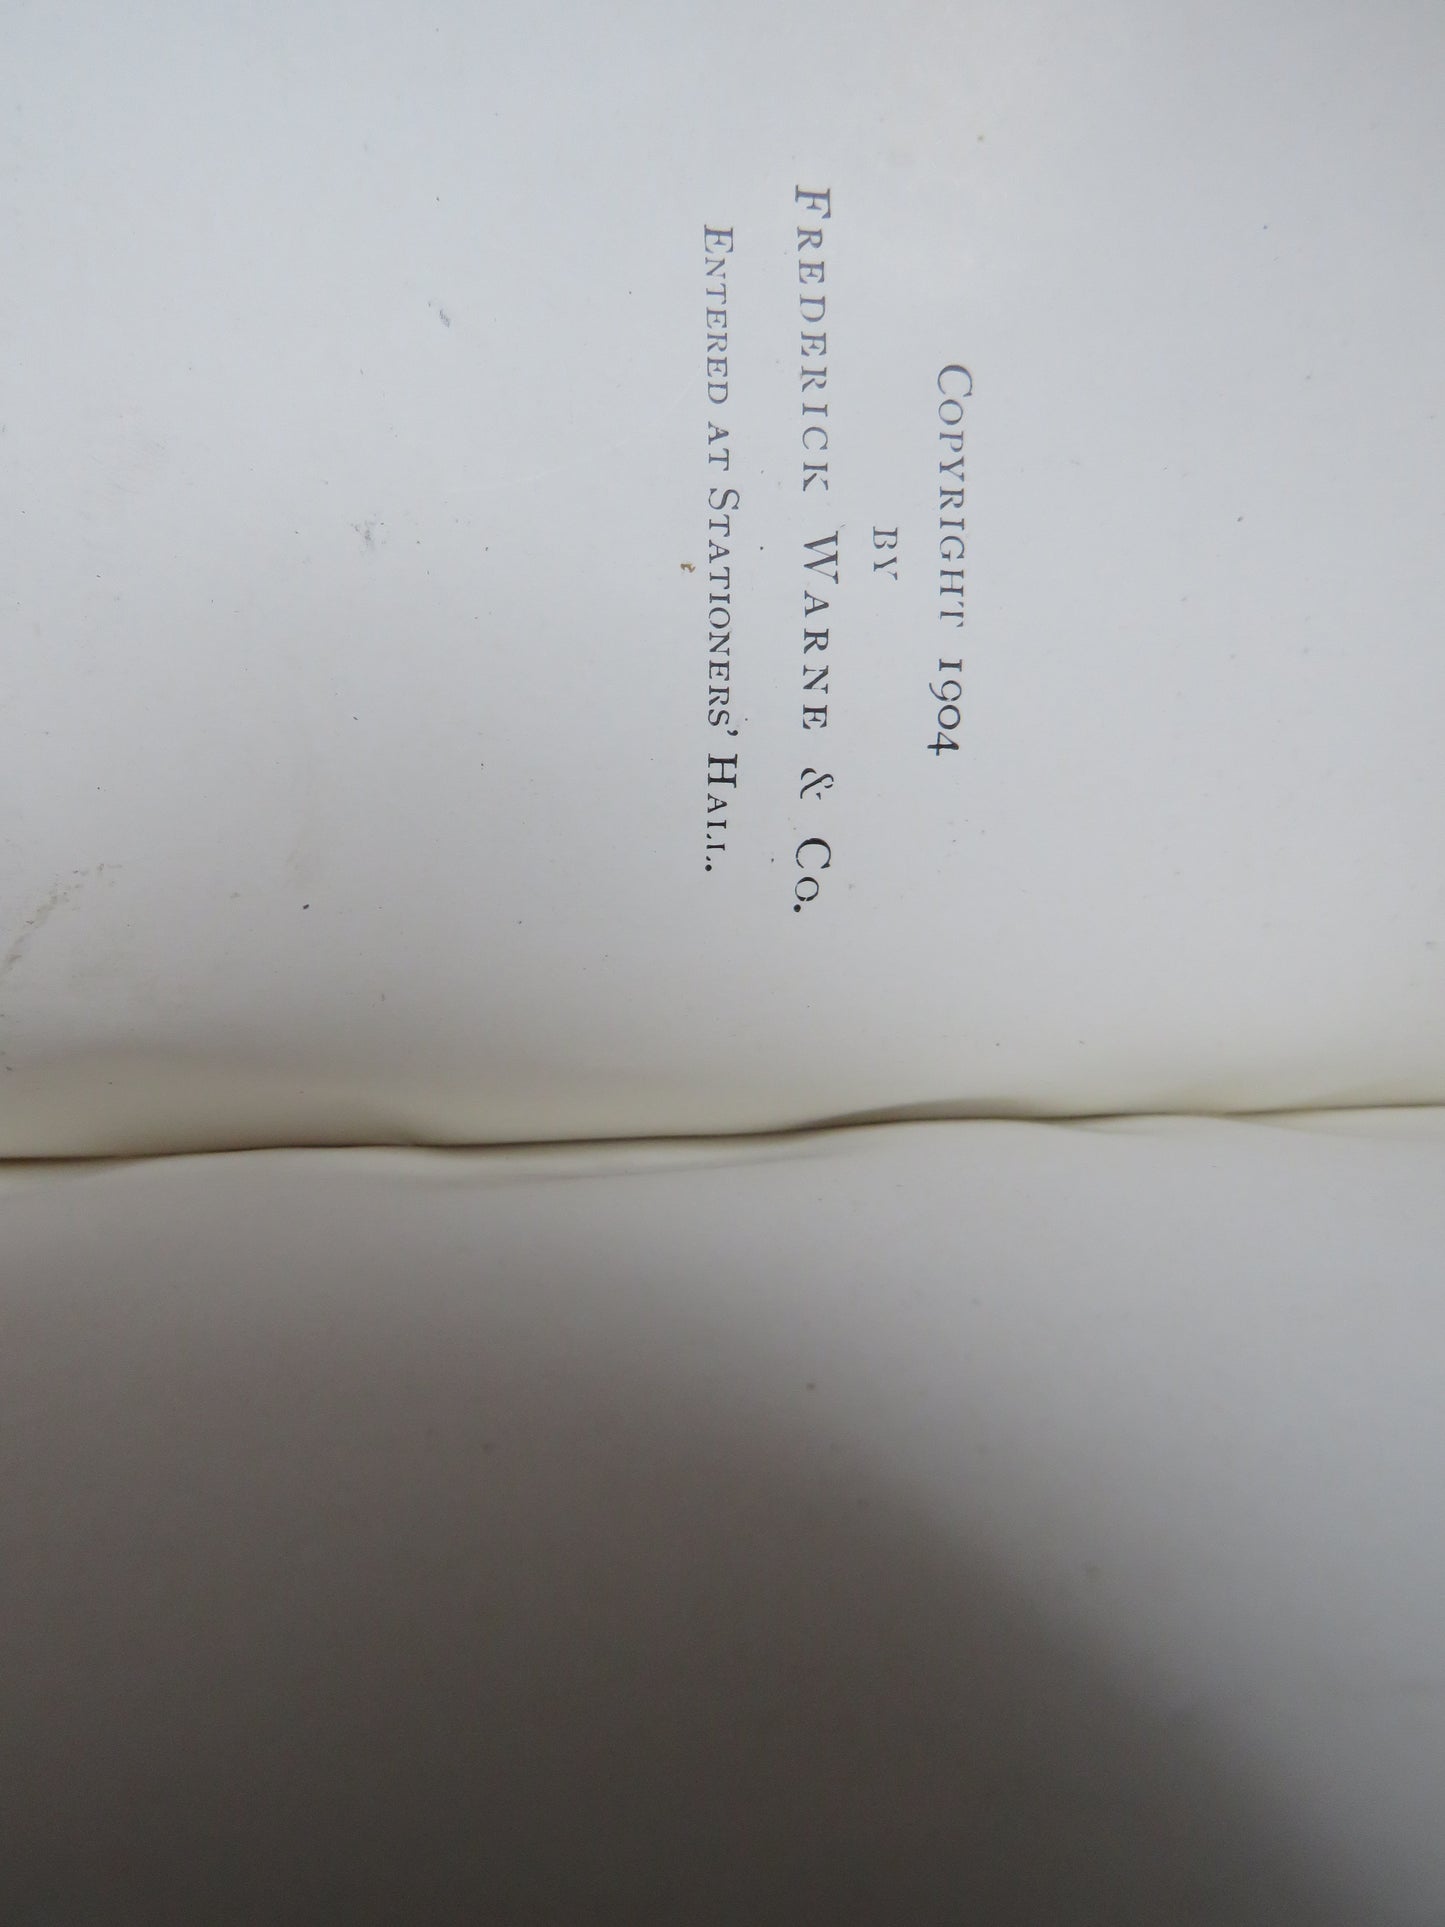 Copyright 1904
by
Frederick Warne & Co.
Entered at Stationers' Hall.